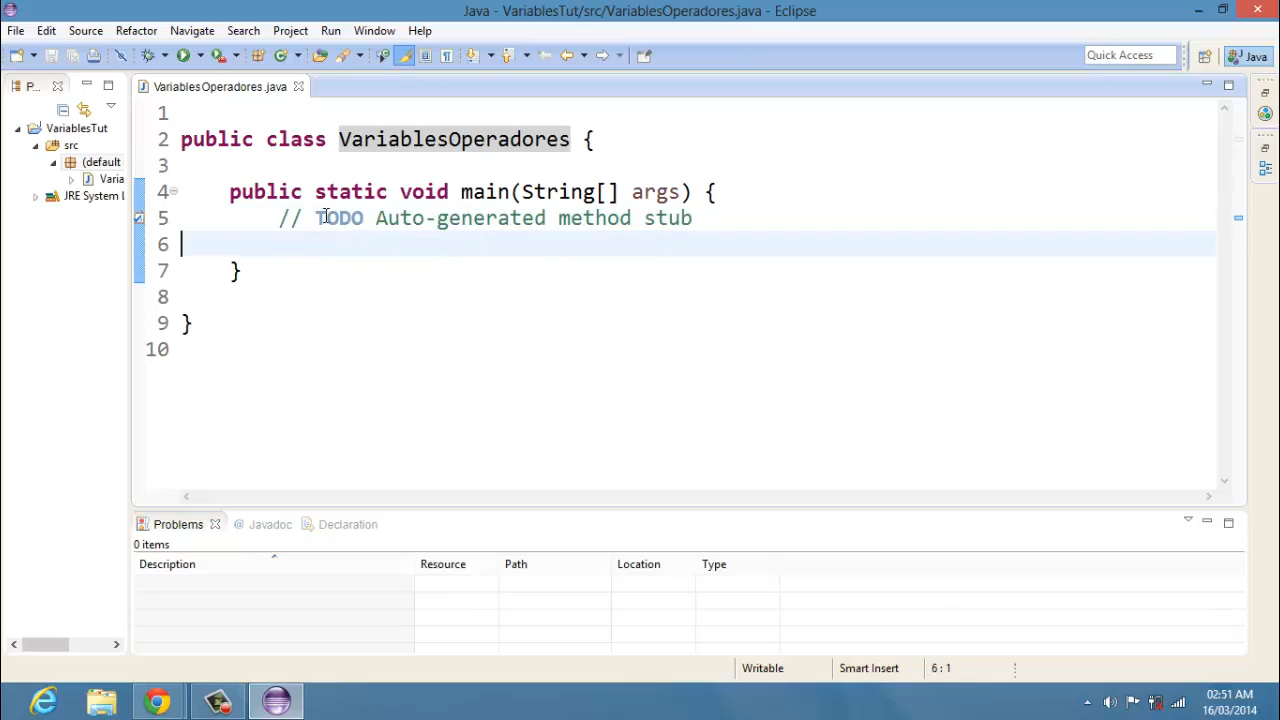 Java - VariablesTut/src/VariablesOperadores.java - Eclipse
File Edit Source Refactor Navigate Search Project Run Window Help
Quick Access
Java
P...
VariablesOperadores.java
VariablesTut
src
(default
Varia
JRE System L
1
2 public class VariablesOperadores {
3
4 public static void main(String[] args) {
5 // TODO Auto-generated method stub
6
7 }
8
9 }
10
Problems @ Javadoc Declaration
0 items
Description Resource Path Location Type
Writable Smart Insert 6 : 1
02:51 AM
16/03/2014